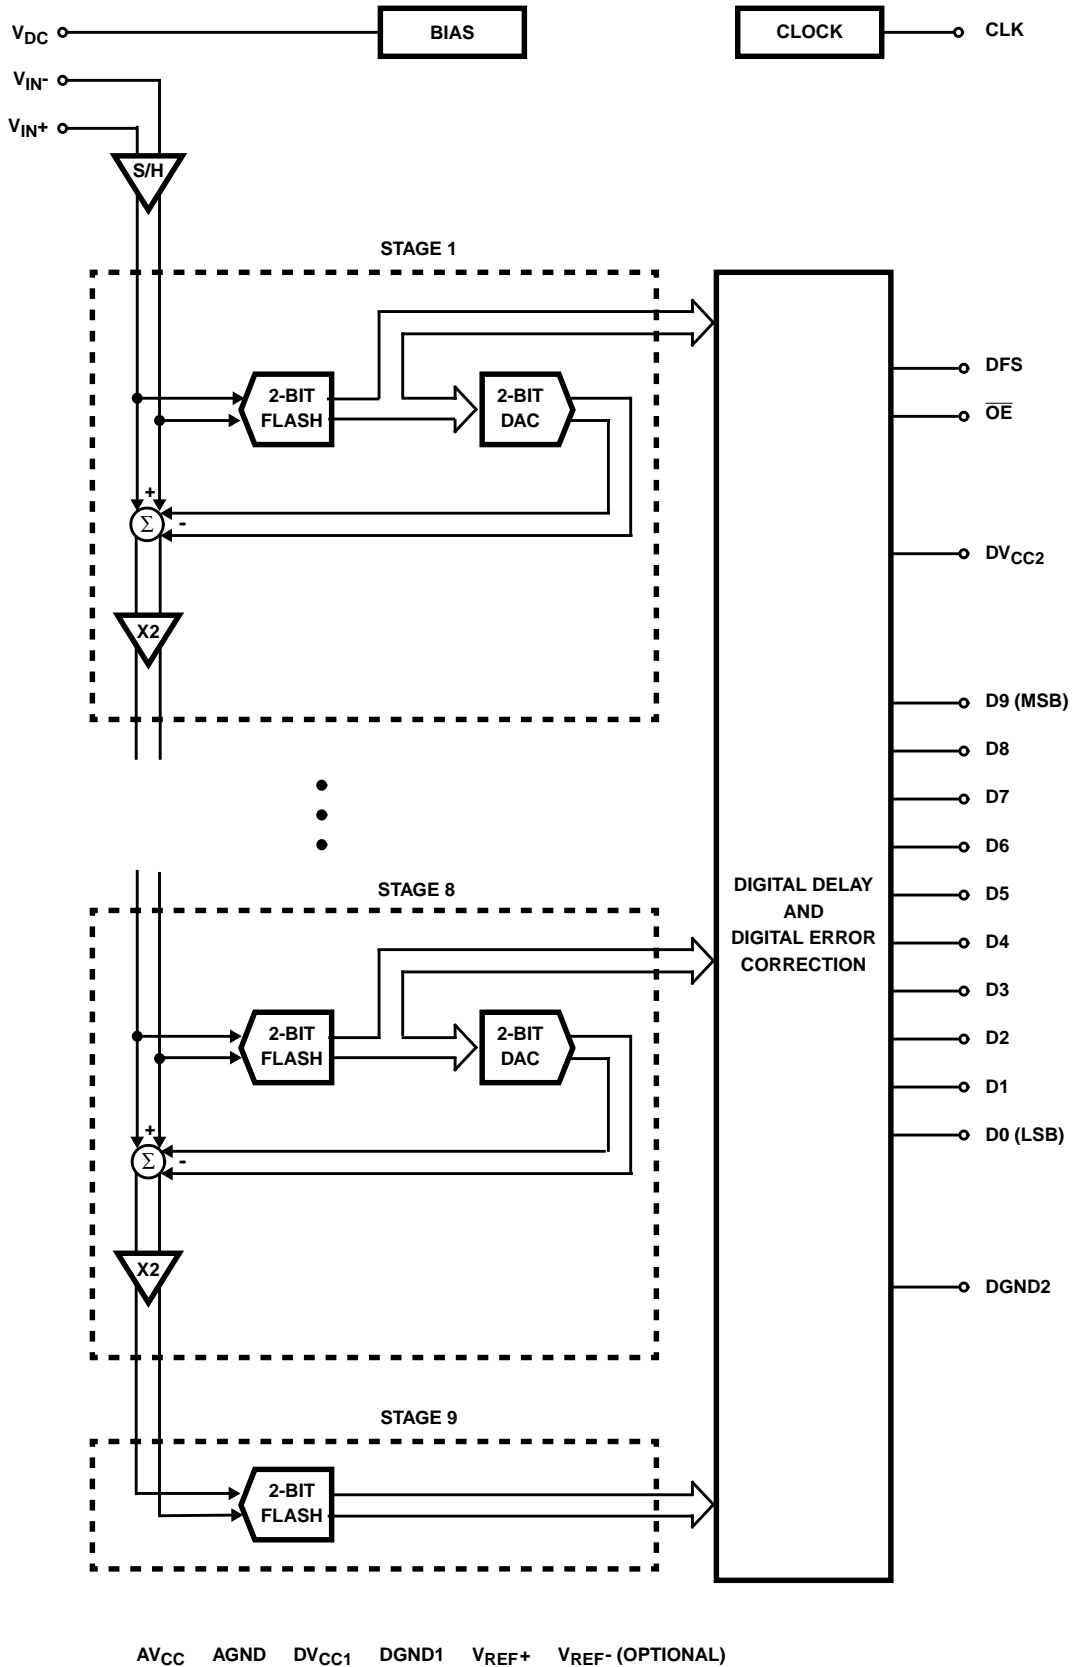 VDC
BIAS
CLOCK
CLK
VIN-
VIN+
S/H
STAGE 1
2-BIT
FLASH
2-BIT
DAC
+
Σ
-
X2
STAGE 8
2-BIT
FLASH
2-BIT
DAC
+
Σ
-
X2
STAGE 9
2-BIT
FLASH
DIGITAL DELAY
AND
DIGITAL ERROR
CORRECTION
DFS
O̅E̅
DVCC2
D9 (MSB)
D8
D7
D6
D5
D4
D3
D2
D1
D0 (LSB)
DGND2
AVCC AGND DVCC1 DGND1 VREF+ VREF- (OPTIONAL)